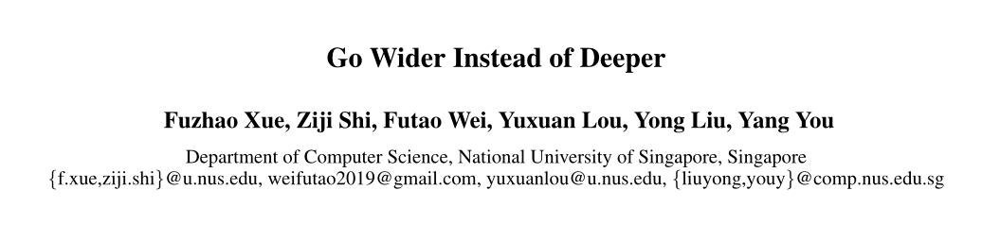 Go Wider Instead of Deeper
Fuzhao Xue, Ziji Shi, Futao Wei, Yuxuan Lou, Yong Liu, Yang You
Department of Computer Science, National University of Singapore, Singapore
{f.xue,ziji.shi}@u.nus.edu, weifutao2019@gmail.com, yuxuanlou@u.nus.edu, {liuyong,youy}@comp.nus.edu.sg